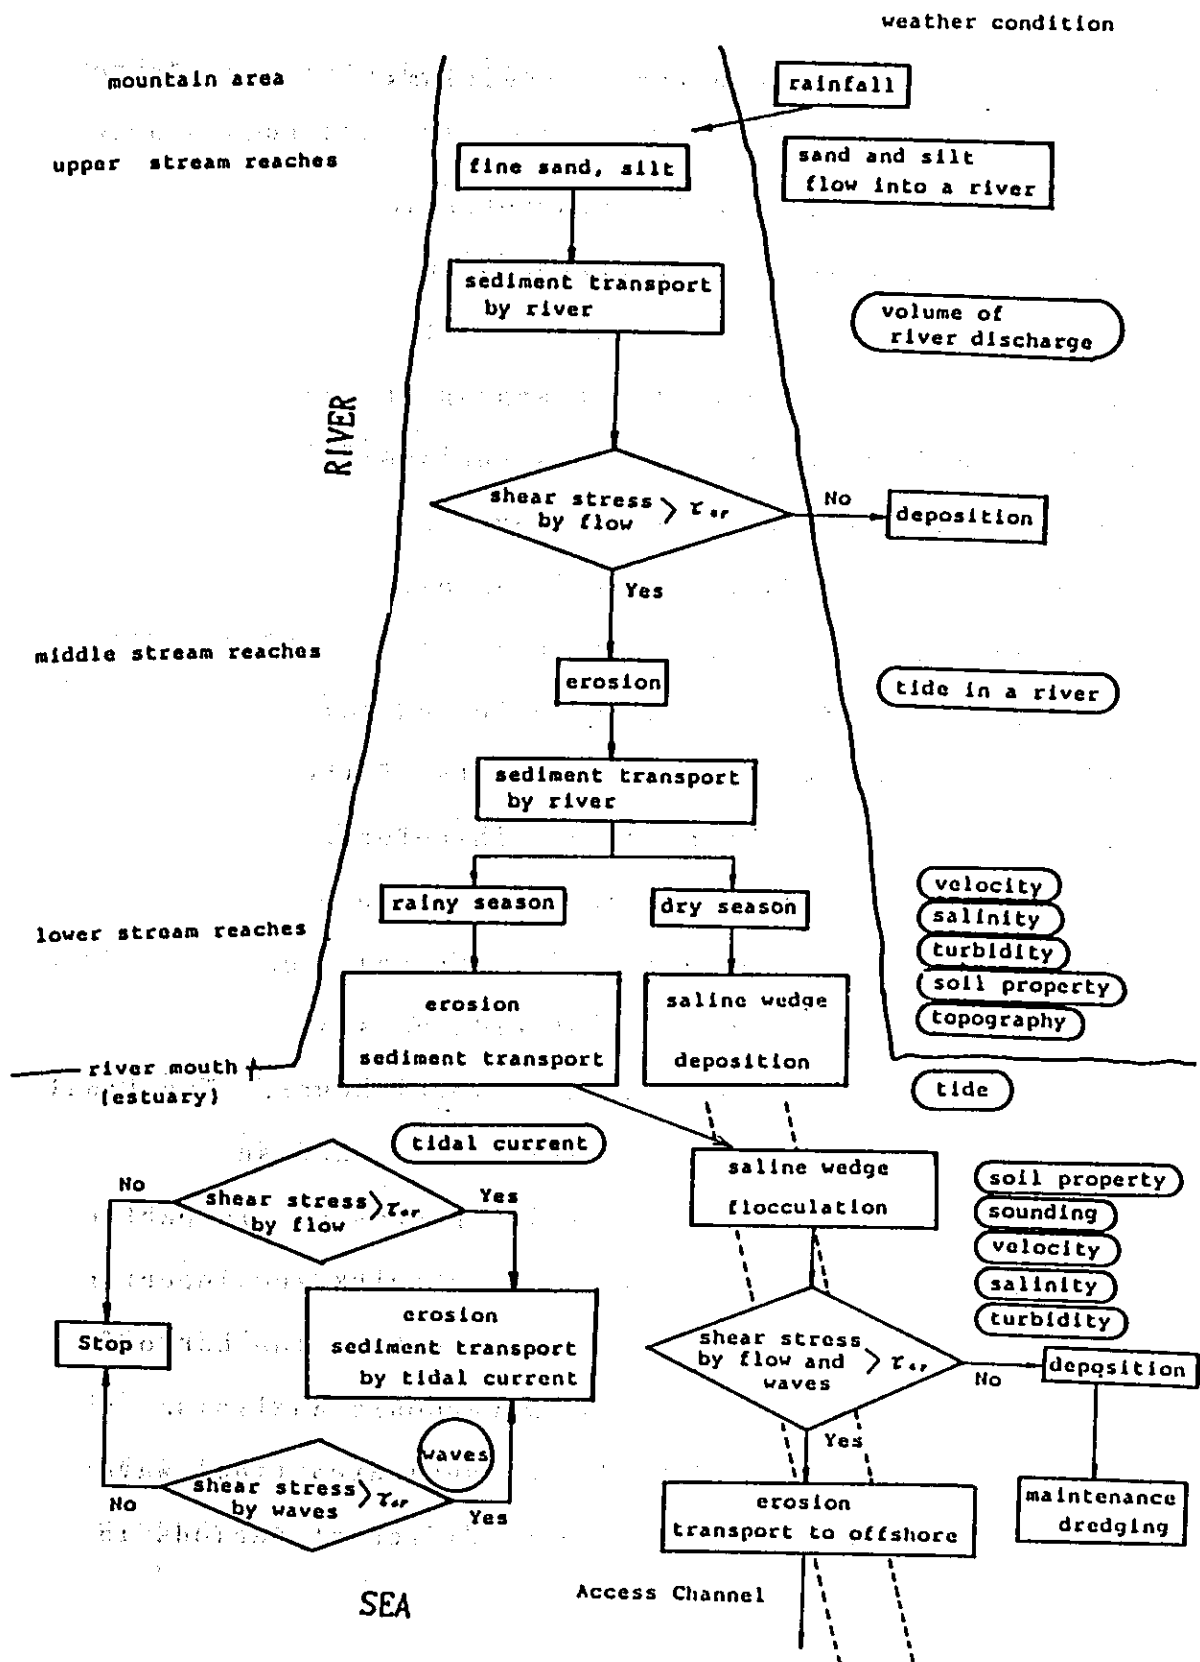 weather condition
mountain area
rainfall
upper stream reaches
fine sand, silt
sand and silt
flow into a river
sediment transport
by river
volume of
river discharge
RIVER
shear stress
by flow
>
τcr
No
deposition
Yes
middle stream reaches
erosion
tide in a river
sediment transport
by river
rainy season
dry season
velocity
salinity
turbidity
soil property
topography
lower stream reaches
erosion
sediment transport
saline wedge
deposition
river mouth
(estuary)
tide
tidal current
saline wedge
flocculation
No
shear stress
by flow
>
τcr
Yes
soil property
sounding
velocity
salinity
turbidity
Stop
erosion
sediment transport
by tidal current
shear stress
by flow and
waves
>
τcr
No
deposition
Yes
waves
No
shear stress
by waves
>
τcr
Yes
erosion
transport to offshore
maintenance
dredging
SEA
Access Channel